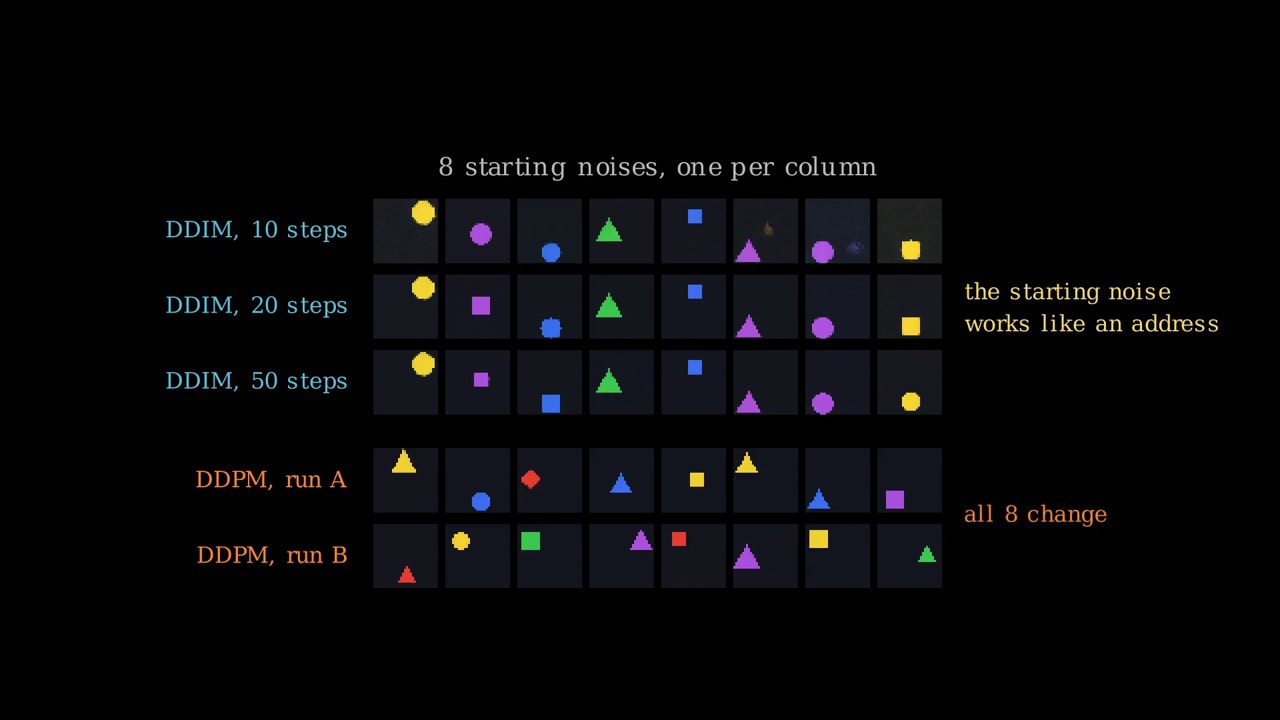 8 starting noises, one per column
DDIM, 10 steps
DDIM, 20 steps
the starting noise
works like an address
DDIM, 50 steps
DDPM, run A
all 8 change
DDPM, run B